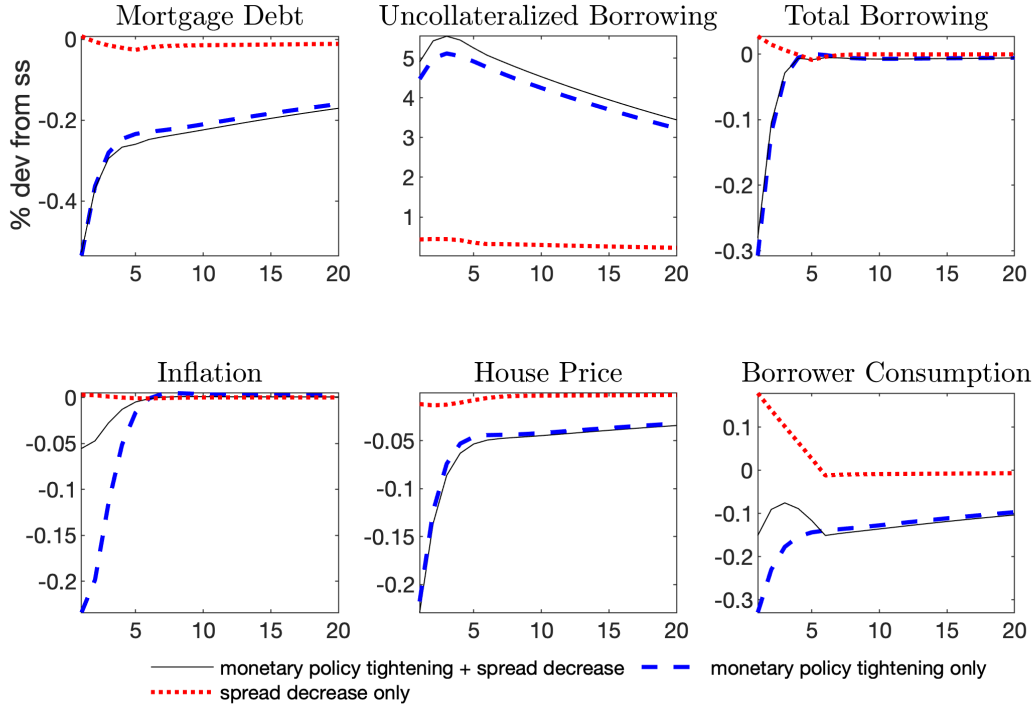 Mortgage Debt
Uncollateralized Borrowing
Total Borrowing
% dev from ss
0
-0.2
-0.4
5 10 15 20
5
4
3
2
1
5 10 15 20
0
-0.1
-0.2
-0.3
5 10 15 20
Inflation
House Price
Borrower Consumption
0
-0.05
-0.1
-0.15
-0.2
5 10 15 20
-0.05
-0.1
-0.15
-0.2
5 10 15 20
0.1
0
-0.1
-0.2
-0.3
5 10 15 20
monetary policy tightening + spread decrease
monetary policy tightening only
spread decrease only